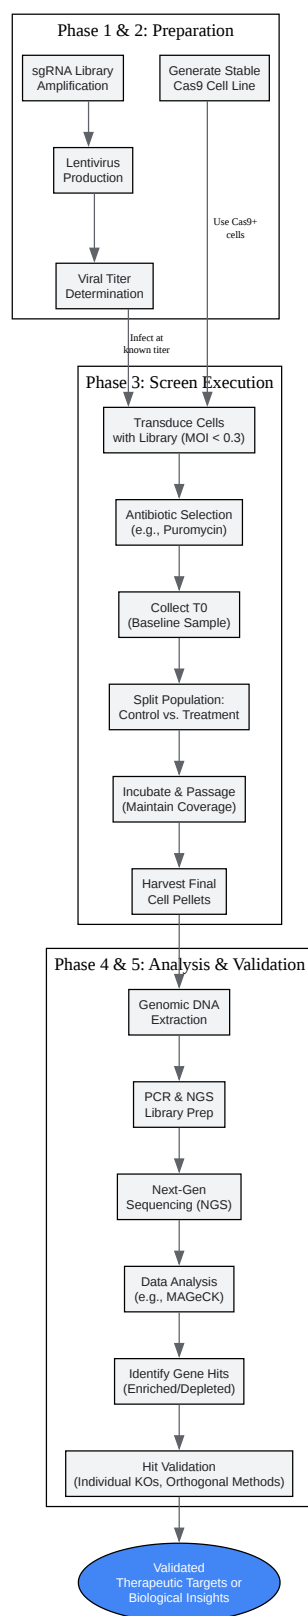 Phase 1 & 2: Preparation
sgRNA Library
Amplification
Generate Stable
Cas9 Cell Line
Lentivirus
Production
Use Cas9+
cells
Viral Titer
Determination
Infect at
known titer
Phase 3: Screen Execution
Transduce Cells
with Library (MOI < 0.3)
Antibiotic Selection
(e.g., Puromycin)
Collect T0
(Baseline Sample)
Split Population:
Control vs. Treatment
Incubate & Passage
(Maintain Coverage)
Harvest Final
Cell Pellets
Phase 4 & 5: Analysis & Validation
Genomic DNA
Extraction
PCR & NGS
Library Prep
Next-Gen
Sequencing (NGS)
Data Analysis
(e.g., MAGeCK)
Identify Gene Hits
(Enriched/Depleted)
Hit Validation
(Individual KOs, Orthogonal Methods)
Validated
Therapeutic Targets or
Biological Insights